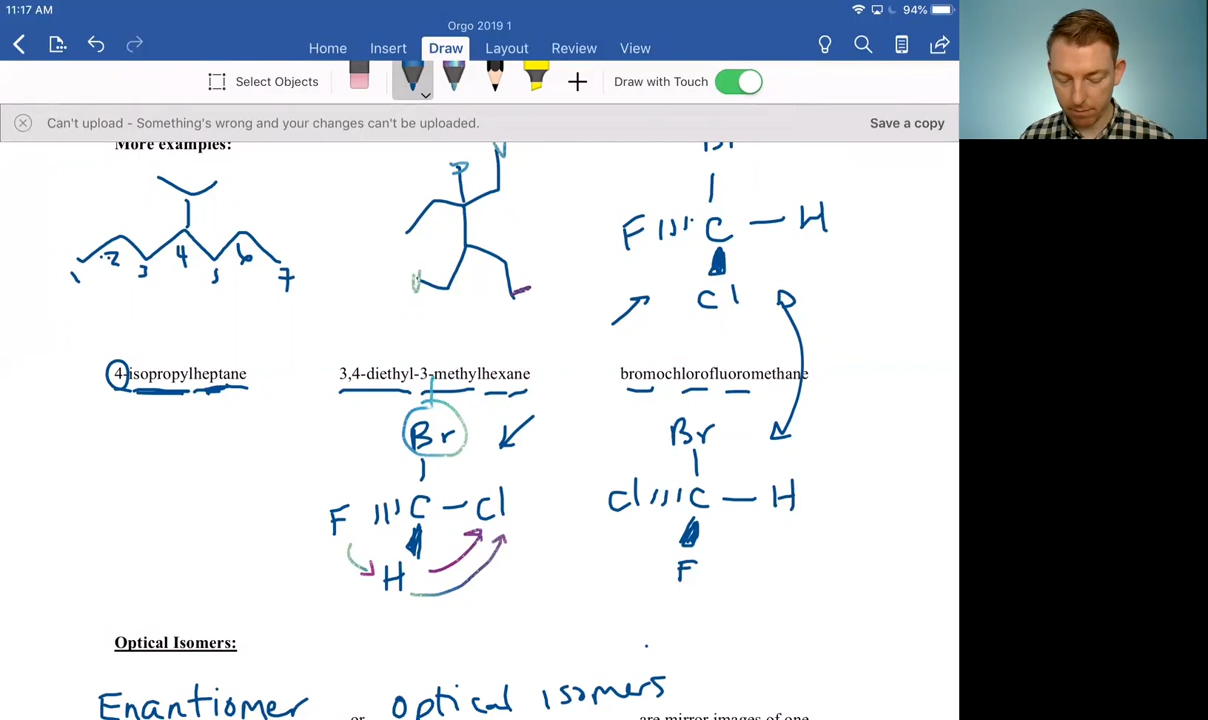 11:17 AM
94%
Orgo 2019 1
Home Insert Draw Layout Review View
Select Objects
Draw with Touch
Can't upload - Something's wrong and your changes can't be uploaded.
Save a copy
More examples:
Br
F C H
Cl
1 2 3 4 5 6 7
4-isopropylheptane
3,4-diethyl-3-methylhexane
bromochlorofluoromethane
Br
F C Cl
H
Br
Cl C H
F
Optical Isomers:
Enantiomer or optical isomers are mirror images of one